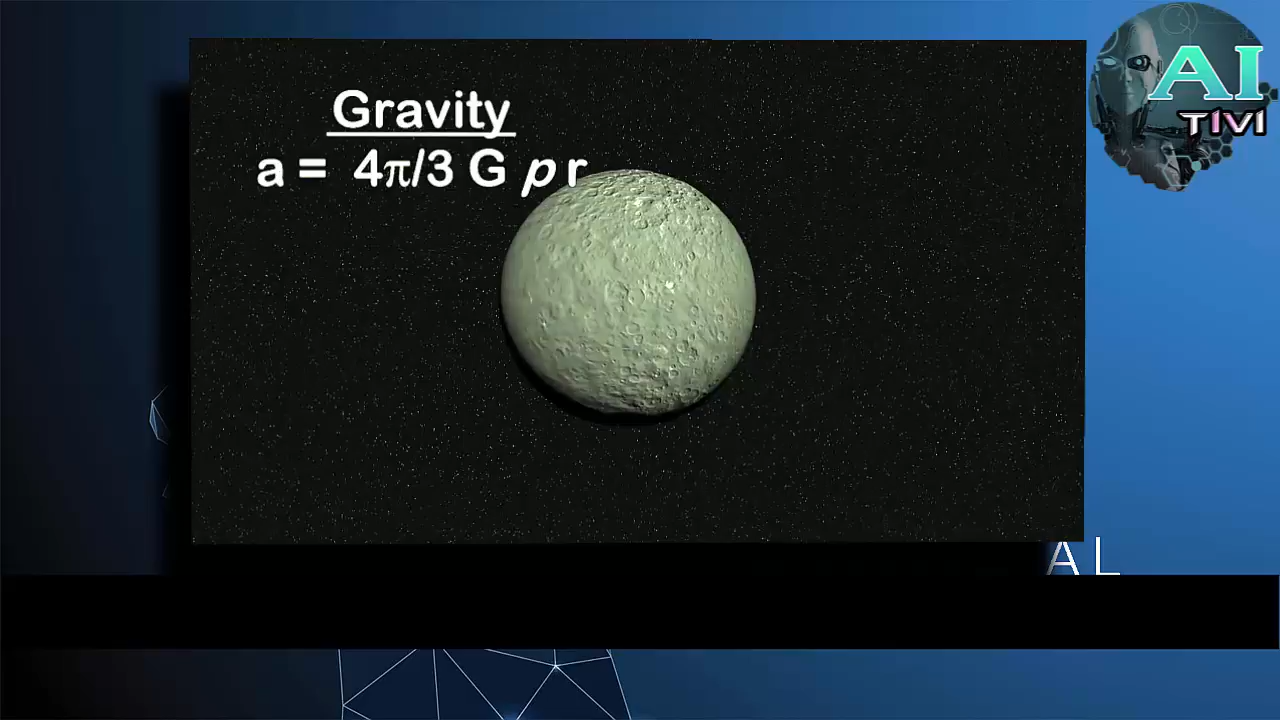 Gravity
a = 4π/3 G p r
AI
TIVI
AL